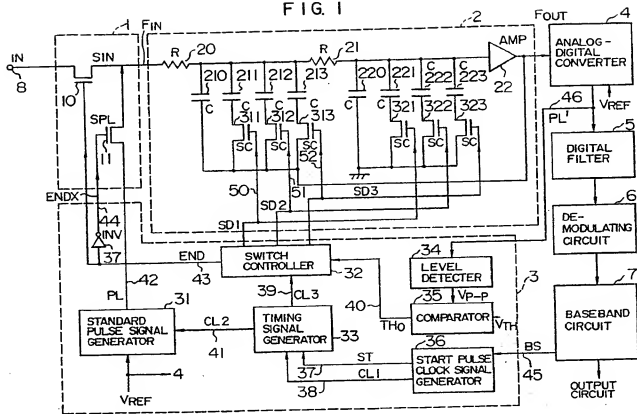 FIG. 1
1
2
4
IN
8
SIN
FIN
R
20
R
21
AMP
22
FOUT
ANALOG-DIGITAL CONVERTER
10
210
211
212
213
220
221
222
223
C
C
C
C
C
C
C
C
46
VREF
PL'
SPL
11
311
312
313
321
322
323
SC
SC
SC
SC
SC
SC
5
DIGITAL FILTER
ENDX
44
50
51
52
SD1
SD2
SD3
6
DE-MODULATING CIRCUIT
INV
37
END
43
SWITCH CONTROLLER
32
34
LEVEL DETECTER
3
VP-P
42
PL
39
CL3
40
THO
35
COMPARATOR
VTH
7
BASEBAND CIRCUIT
31
STANDARD PULSE SIGNAL GENERATOR
CL2
41
TIMING SIGNAL GENERATOR
33
36
START PULSE CLOCK SIGNAL GENERATOR
ST
37
CL1
38
BS
45
4
VREF
OUTPUT CIRCUIT